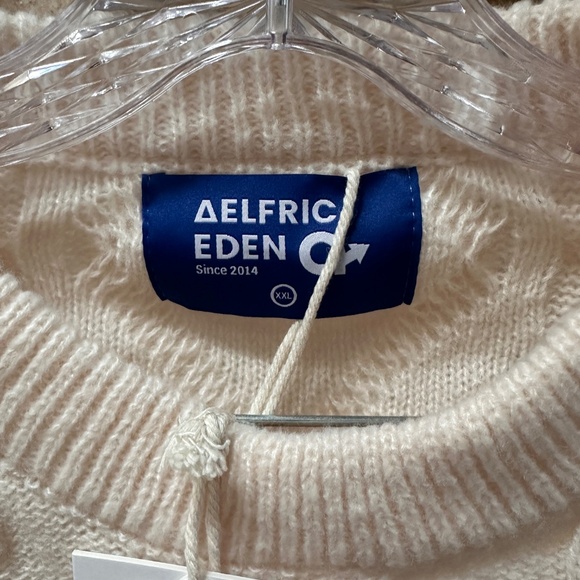 ΔELFRIC
EDEN
Since 2014
XXL